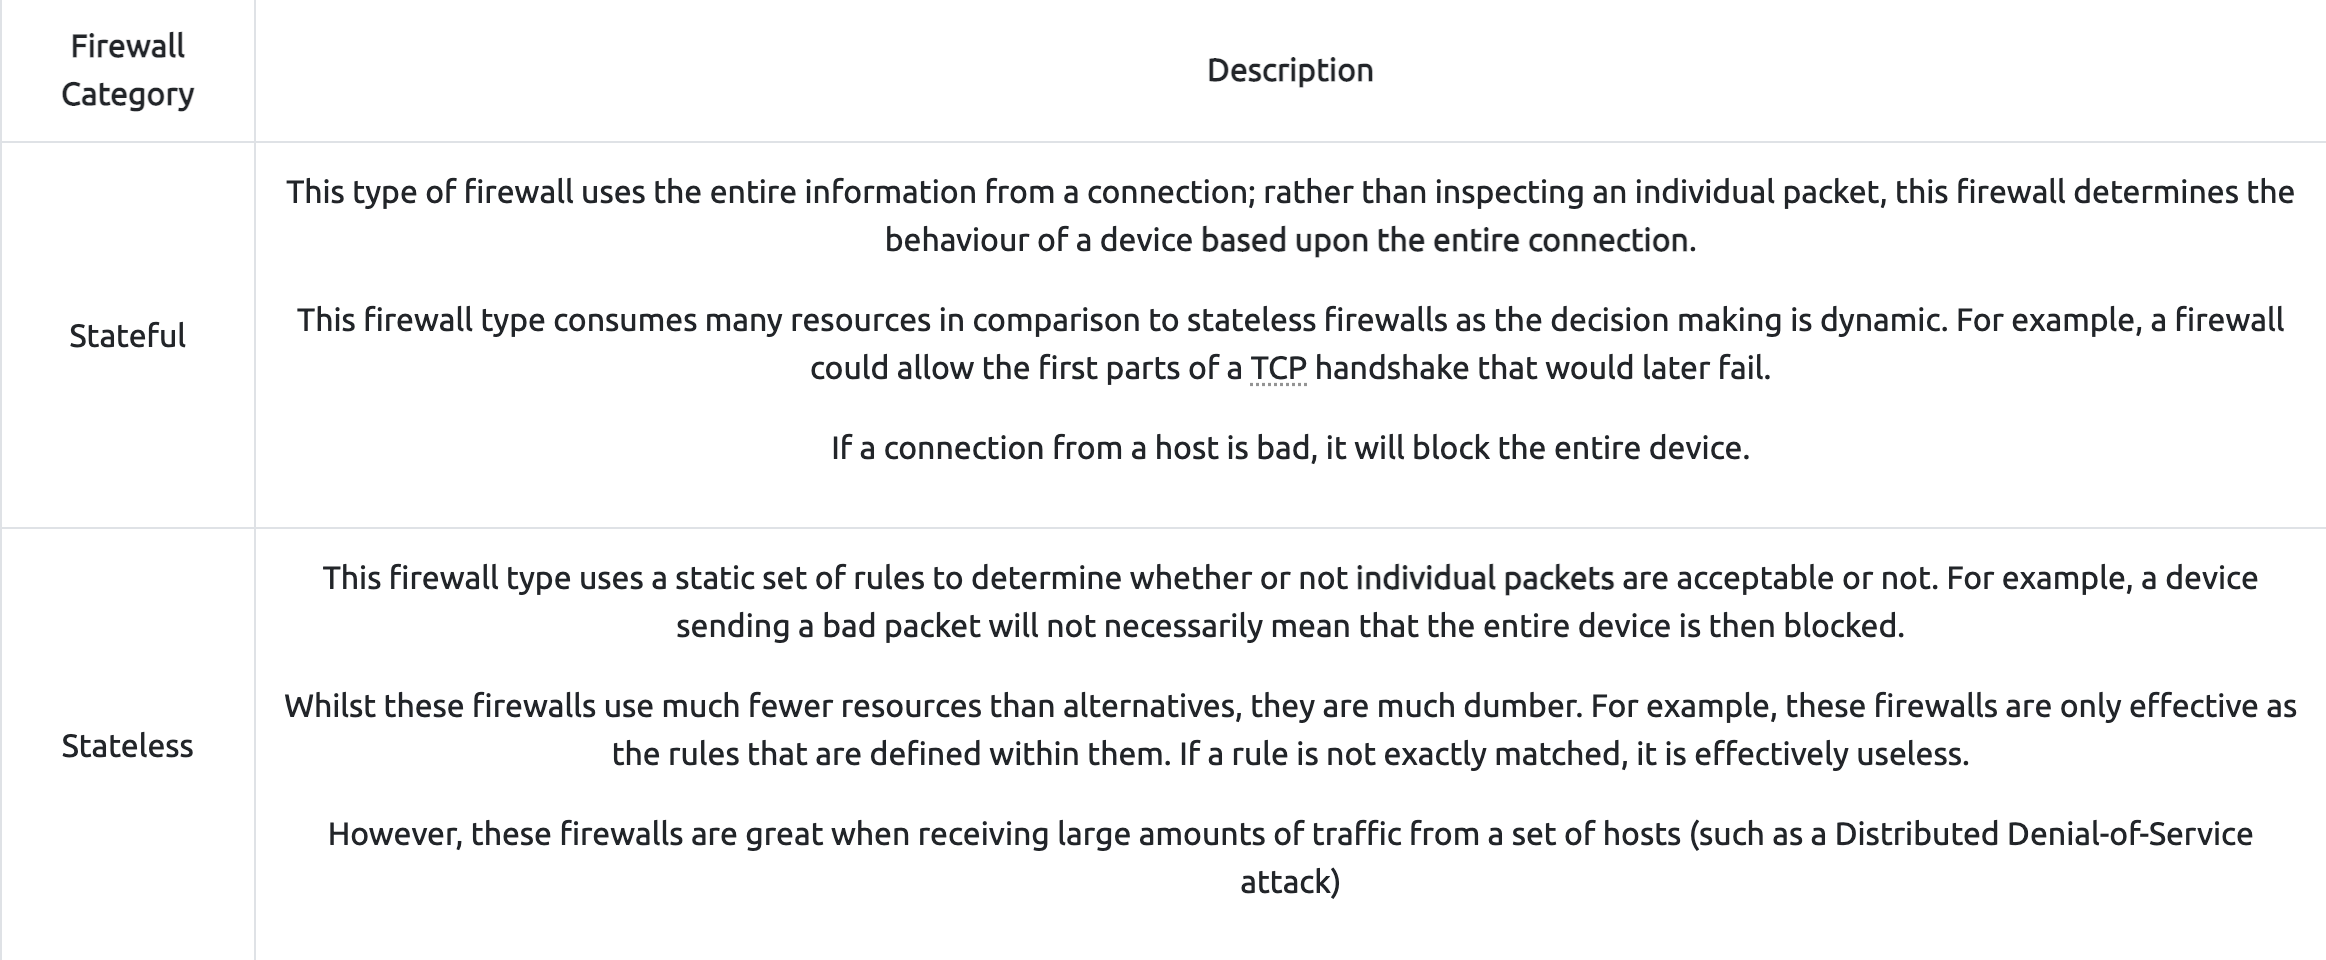 Firewall
Category
Description
Stateful
This type of firewall uses the entire information from a connection; rather than inspecting an individual packet, this firewall determines the
behaviour of a device based upon the entire connection.
This firewall type consumes many resources in comparison to stateless firewalls as the decision making is dynamic. For example, a firewall
could allow the first parts of a TCP handshake that would later fail.
If a connection from a host is bad, it will block the entire device.
Stateless
This firewall type uses a static set of rules to determine whether or not individual packets are acceptable or not. For example, a device
sending a bad packet will not necessarily mean that the entire device is then blocked.
Whilst these firewalls use much fewer resources than alternatives, they are much dumber. For example, these firewalls are only effective as
the rules that are defined within them. If a rule is not exactly matched, it is effectively useless.
However, these firewalls are great when receiving large amounts of traffic from a set of hosts (such as a Distributed Denial-of-Service
attack)